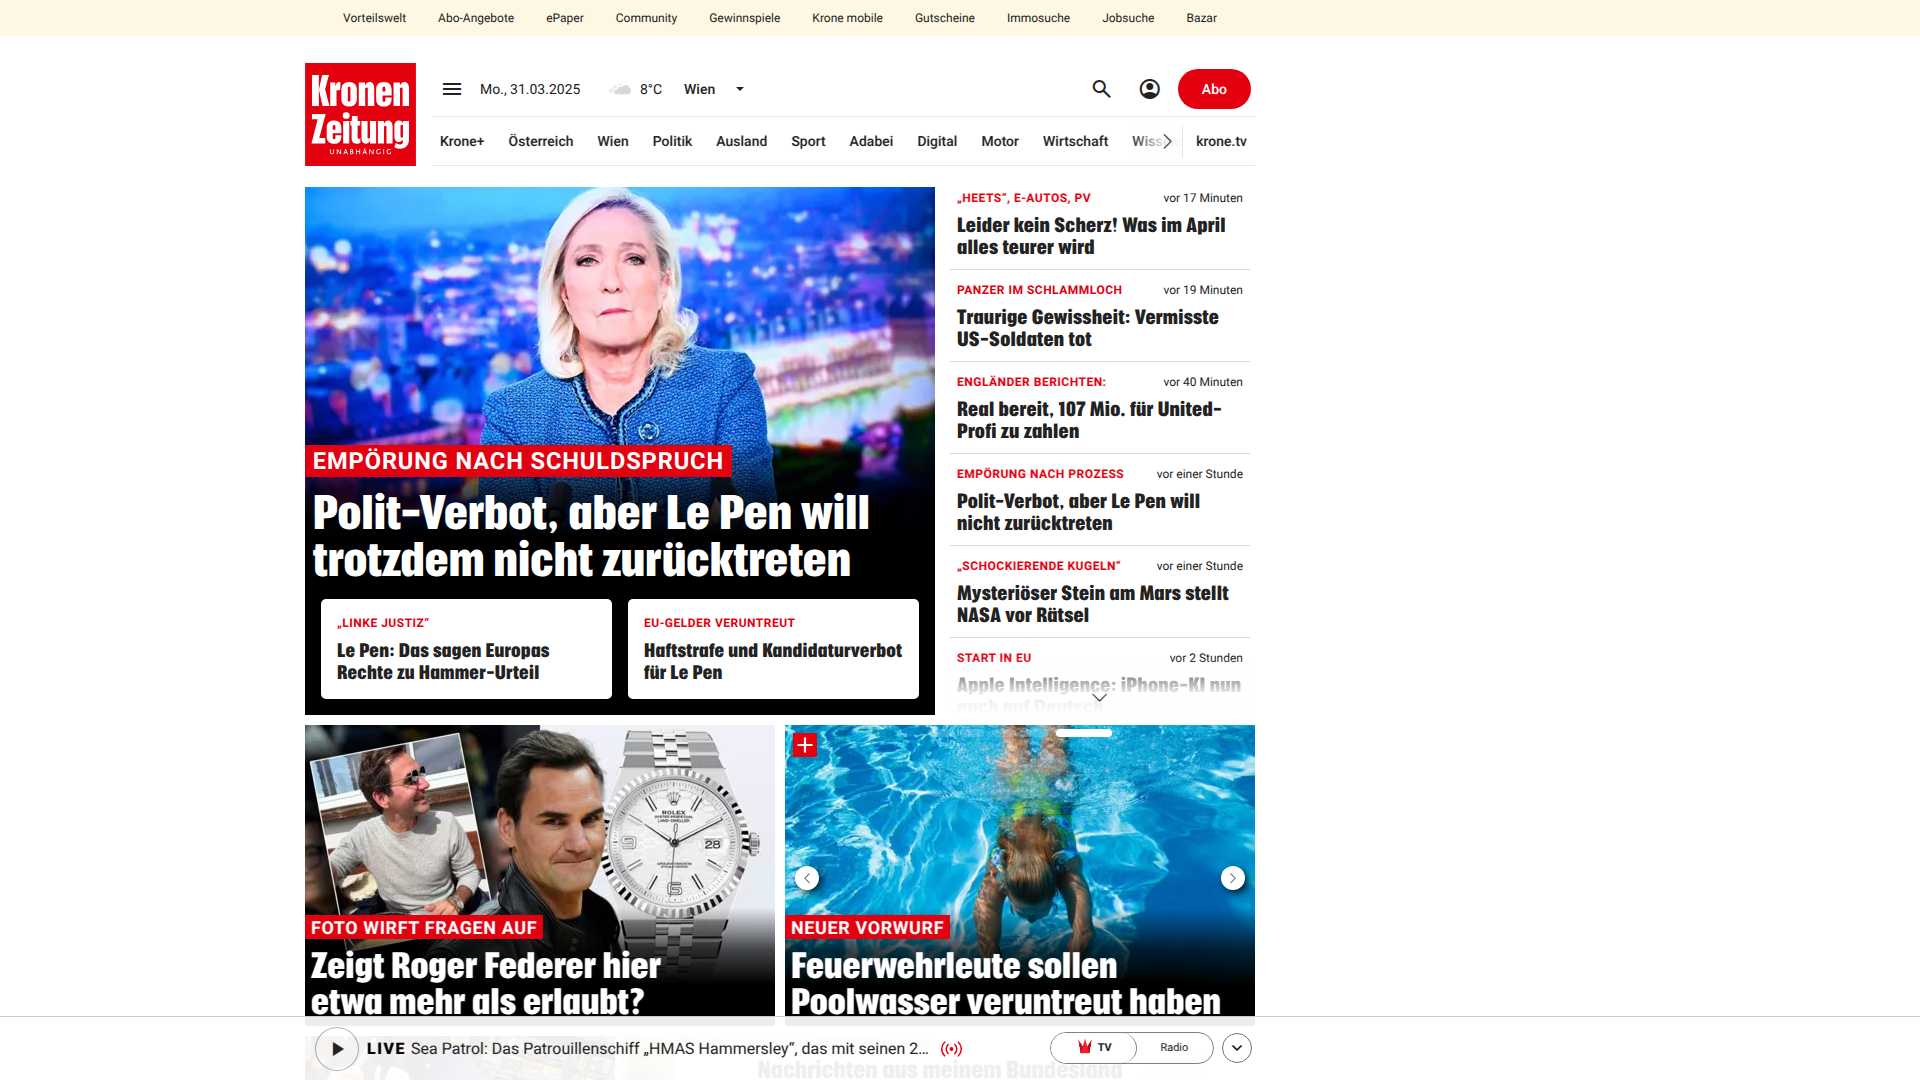 Vorteilswelt Abo-Angebote ePaper Community Gewinnspiele Krone mobile Gutscheine Immosuche Jobsuche Bazar
Kronen
Zeitung
UNABHÄNGIG
Mo., 31.03.2025 8°C Wien
Abo
Krone+ Österreich Wien Politik Ausland Sport Adabei Digital Motor Wirtschaft Wiss krone.tv
EMPÖRUNG NACH SCHULDSPRUCH
Polit-Verbot, aber Le Pen will
trotzdem nicht zurücktreten
„LINKE JUSTIZ“
Le Pen: Das sagen Europas
Rechte zu Hammer-Urteil
EU-GELDER VERUNTREUT
Haftstrafe und Kandidaturverbot
für Le Pen
„HEETS“, E-AUTOS, PV vor 17 Minuten
Leider kein Scherz! Was im April
alles teurer wird
PANZER IM SCHLAMMLOCH vor 19 Minuten
Traurige Gewissheit: Vermisste
US-Soldaten tot
ENGLÄNDER BERICHTEN: vor 40 Minuten
Real bereit, 107 Mio. für United-
Profi zu zahlen
EMPÖRUNG NACH PROZESS vor einer Stunde
Polit-Verbot, aber Le Pen will
nicht zurücktreten
„SCHOCKIERENDE KUGELN“ vor einer Stunde
Mysteriöser Stein am Mars stellt
NASA vor Rätsel
START IN EU vor 2 Stunden
Apple Intelligence: iPhone-KI nun
auch auf Deutsch
ROLEX
28
FOTO WIRFT FRAGEN AUF
Zeigt Roger Federer hier
etwa mehr als erlaubt?
NEUER VORWURF
Feuerwehrleute sollen
Poolwasser veruntreut haben
LIVE Sea Patrol: Das Patrouillenschiff „HMAS Hammersley“, das mit seinen 2...
TV Radio
Nachrichten aus meinem Bundesland